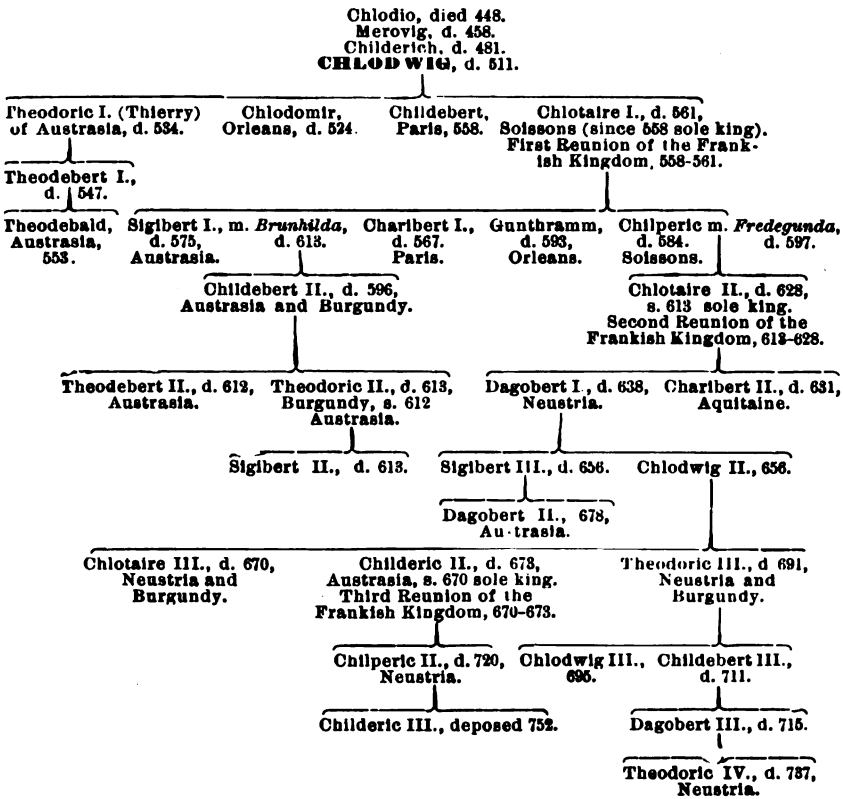 Chlodio, died 448.
Merovig, d. 458.
Childerich, d. 481.
CHLODWIG, d. 511.
Theodoric I. (Thierry)
of Austrasia, d. 534.
Chlodomir,
Orleans, d. 524.
Childebert,
Paris, 558.
Chlotaire I., d. 561,
Soissons (since 558 sole king).
First Reunion of the Frank-
ish Kingdom, 558-561.
Theodebert I.,
d. 547.
Theodebald,
Austrasia,
553.
Sigibert I., m. Brunhilda,
d. 575, d. 613.
Austrasia.
Charibert I.,
d. 567.
Paris.
Gunthramm,
d. 593,
Orleans.
Chilperic m. Fredegunda,
d. 584. d. 597.
Soissons.
Childebert II., d. 596,
Austrasia and Burgundy.
Chlotaire II., d. 628,
s. 613 sole king.
Second Reunion of the
Frankish Kingdom, 613-628.
Theodebert II., d. 612,
Austrasia.
Theodoric II., d. 613,
Burgundy, s. 612
Austrasia.
Dagobert I., d. 638,
Neustria.
Charibert II., d. 631,
Aquitaine.
Sigibert II., d. 613.
Sigibert III., d. 656.
Chlodwig II., 656.
Dagobert II., 678,
Au·trasia.
Chlotaire III., d. 670,
Neustria and
Burgundy.
Childeric II., d. 673,
Austrasia, s. 670 sole king.
Third Reunion of the
Frankish Kingdom, 670-673.
Theodoric III., d 691,
Neustria and
Burgundy.
Chilperic II., d. 720,
Neustria.
Chlodwig III.,
695.
Childebert III.,
d. 711.
Childeric III., deposed 752.
Dagobert III., d. 715.
Theodoric IV., d. 737,
Neustria.